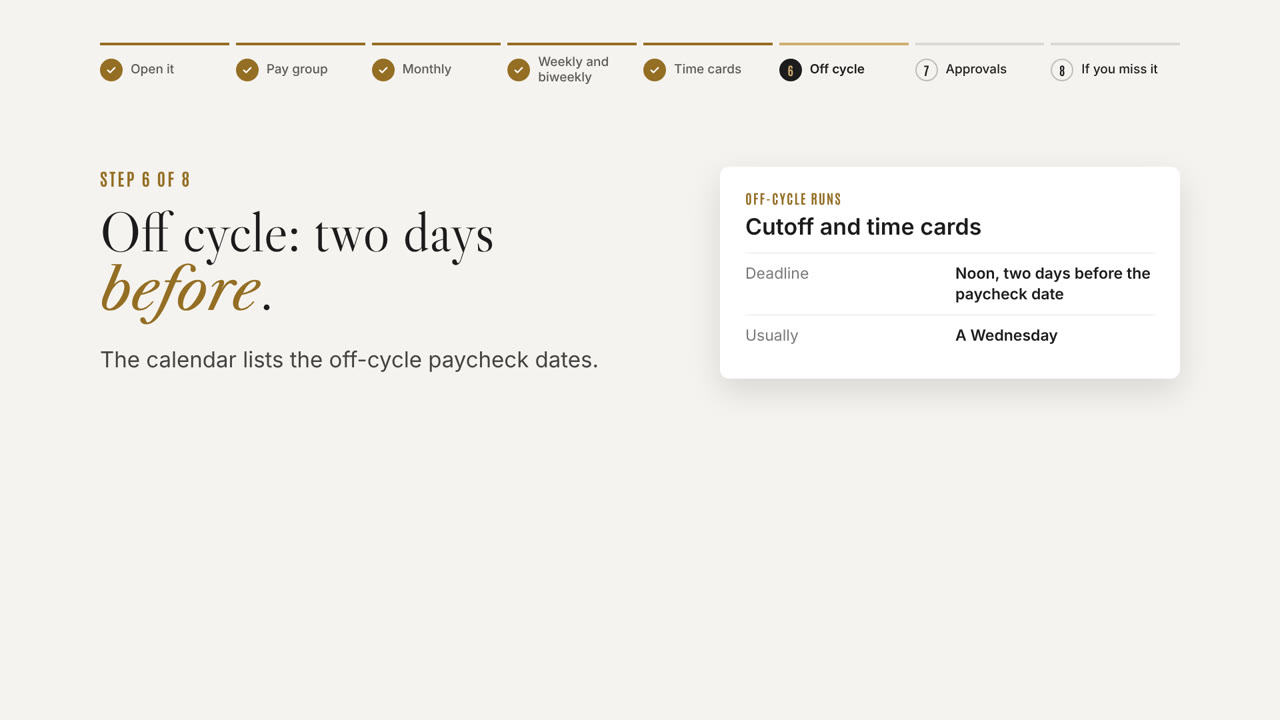 Open it
Pay group
Monthly
Weekly and
biweekly
Time cards
6 Off cycle
7 Approvals
8 If you miss it
STEP 6 OF 8
Off cycle: two days
before.
The calendar lists the off-cycle paycheck dates.
OFF-CYCLE RUNS
Cutoff and time cards
Deadline
Noon, two days before the
paycheck date
Usually
A Wednesday